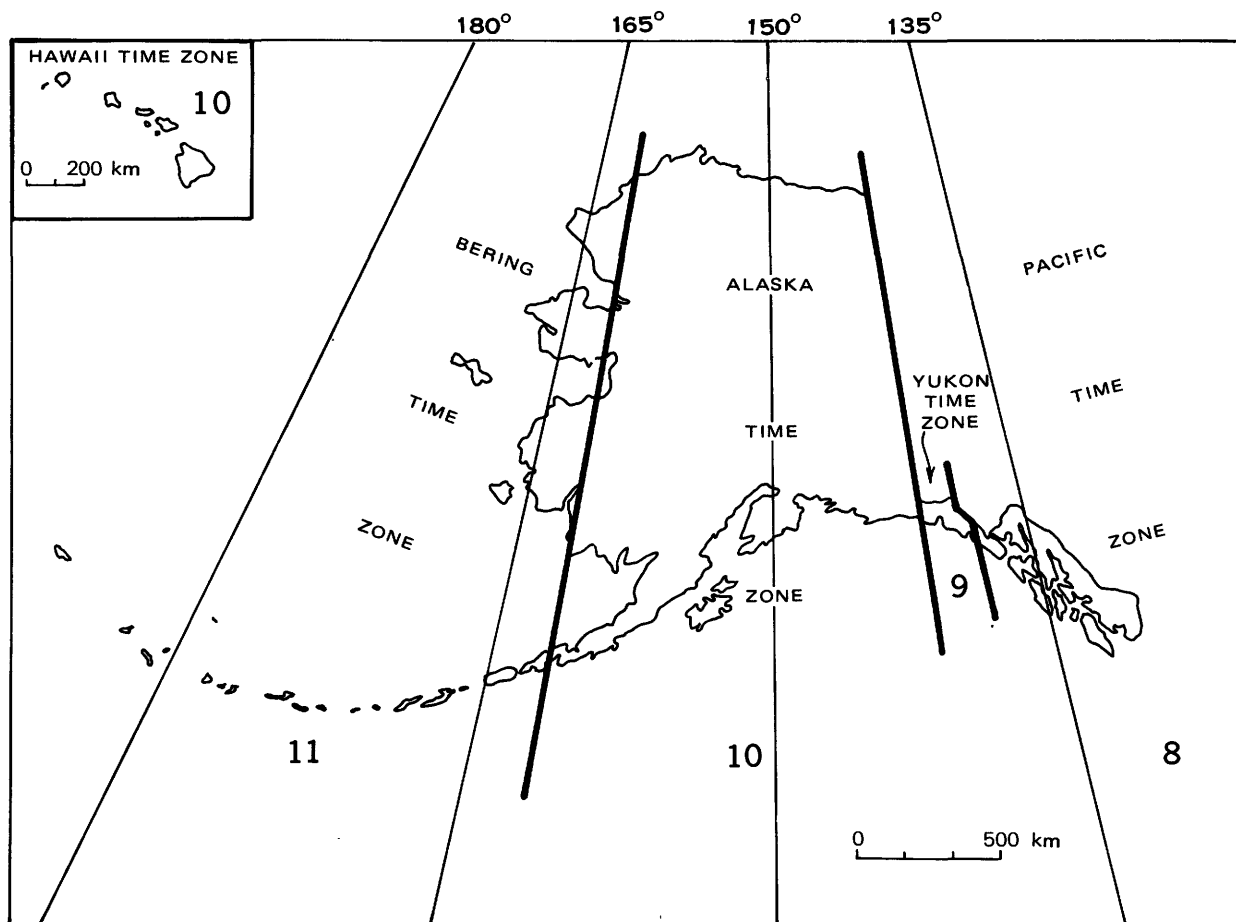 180° 165° 150° 135°
HAWAII TIME ZONE
10
0 200 km
BERING
TIME
ZONE
11
ALASKA
TIME
ZONE
10
YUKON
TIME
ZONE
9
PACIFIC
TIME
ZONE
8
0 500 km